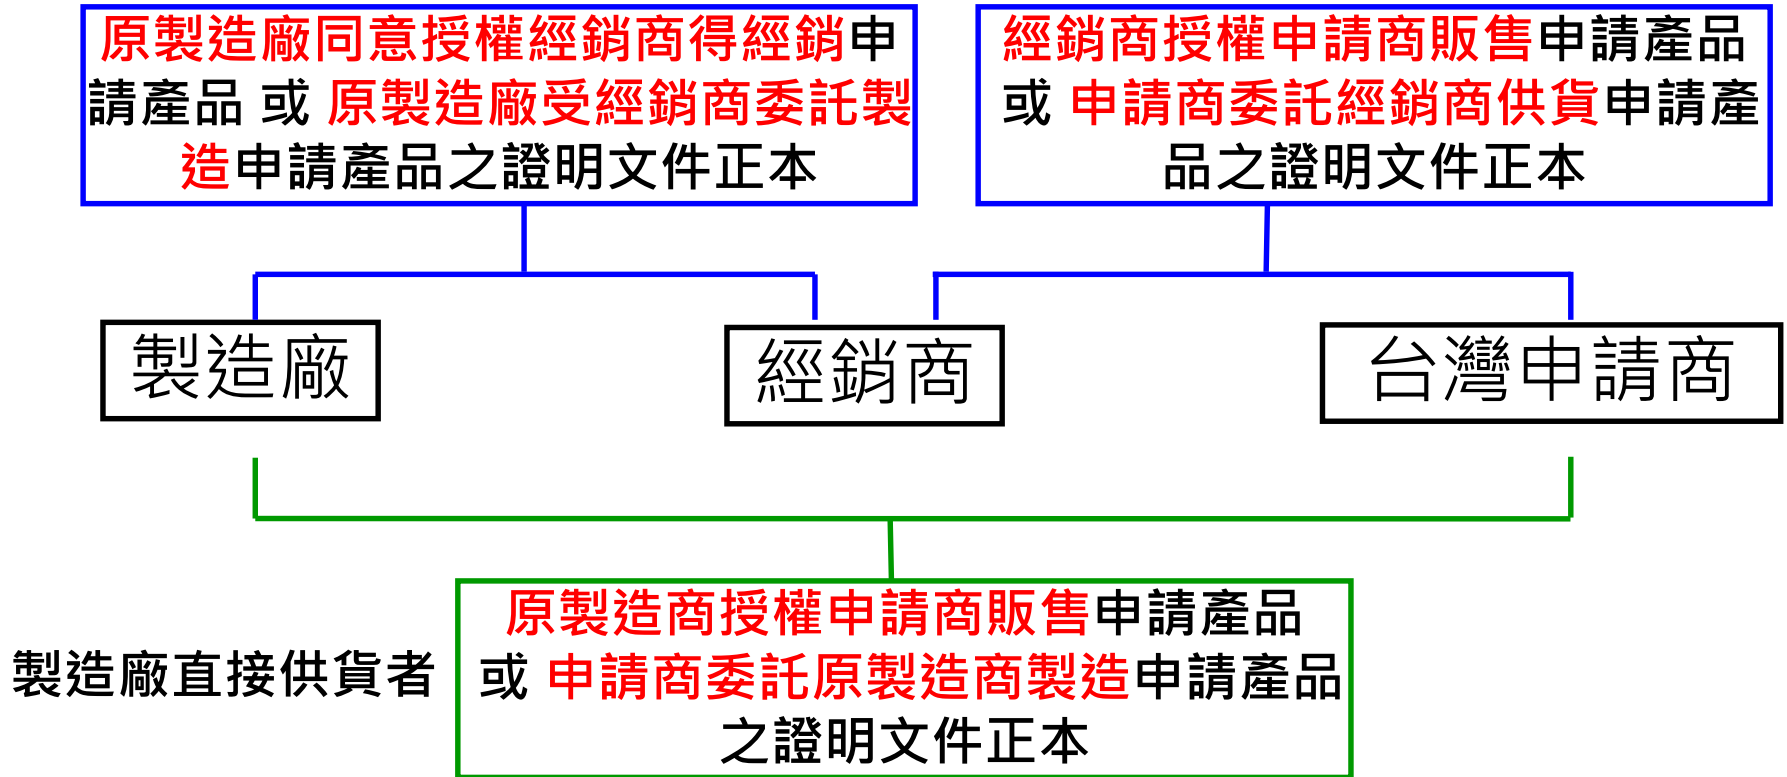 原製造廠同意授權經銷商得經銷申
請產品 或 原製造廠受經銷商委託製
造申請產品之證明文件正本
經銷商授權申請商販售申請產品
或 申請商委託經銷商供貨申請產
品之證明文件正本
製造廠
經銷商
台灣申請商
製造廠直接供貨者
原製造商授權申請商販售申請產品
或 申請商委託原製造商製造申請產品
之證明文件正本